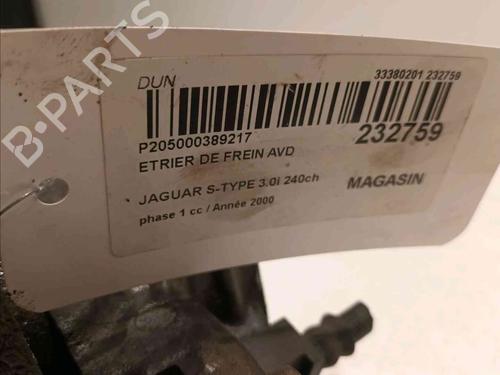 B-PARTS
DUN 33380201 232759
P205000389217 232759
ETRIER DE FREIN AVD
JAGUAR S-TYPE 3.0i 240ch MAGASIN
phase 1 cc / Année 2000